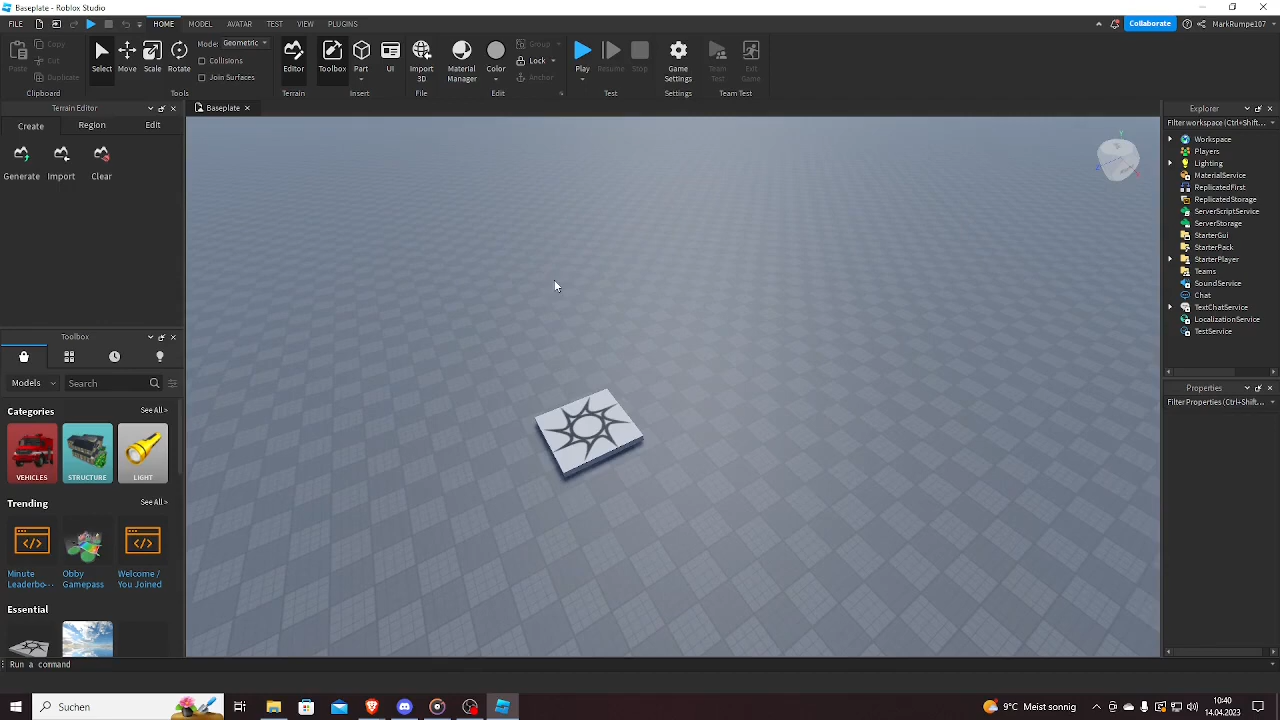 Baseplate - Roblox Studio
FILE HOME MODEL AVATAR TEST VIEW PLUGINS Collaborate MarkRumpe107
Paste Copy Cut Duplicate Clipboard
Select Move Scale Rotate Mode: Geometric Collisions Join Surfaces Tools
Editor Terrain
Toolbox Part UI Insert
Import 3D File
Material Manager Color Group Lock Anchor Edit
Play Resume Stop Test
Game Settings Settings
Team Test Exit Game Team Test
Terrain Editor
Create Region Edit
Generate Import Clear
Baseplate
Y
Z
Toolbox
Models Search
Categories See All >
VEHICLES STRUCTURE LIGHT
Trending See All >
Minute Leaderbo··· Obby Gamepass Welcome / You Joined
Essential
Explorer
Filter workspace (Ctrl+Shift...
Workspace
Players
Lighting
MaterialService
ReplicatedFirst
ReplicatedStorage
ServerScriptService
ServerStorage
StarterGui
StarterPack
StarterPlayer
Teams
SoundService
Chat
TextChatService
LocalizationService
TestService
Properties
Filter Properties (Ctrl+Shift...
Run a command
Suchen
9°C Meist sonnig
10:40
14.04.2023